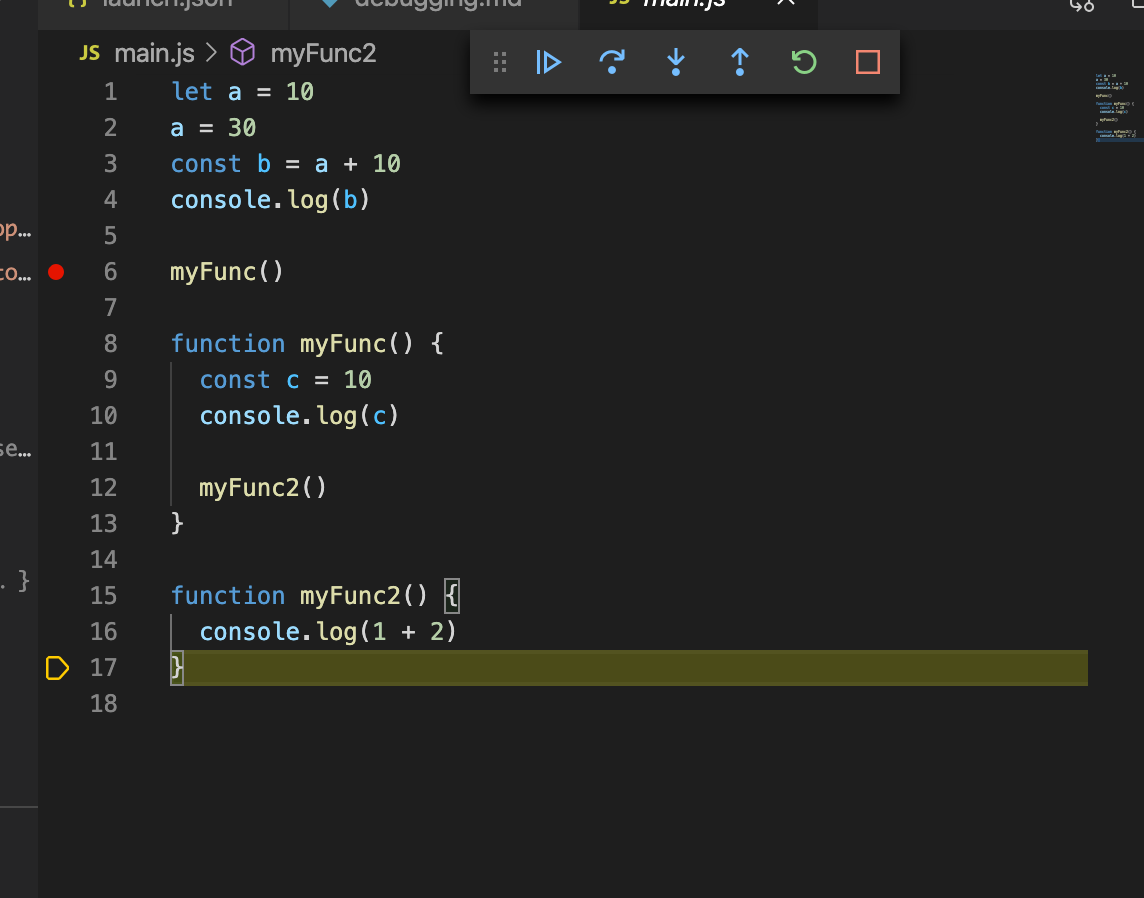 launch.json
debugging.md
JS main.js
JS main.js > myFunc2
1 let a = 10
2 a = 30
3 const b = a + 10
4 console.log(b)
5
6 myFunc()
7
8 function myFunc() {
9 const c = 10
10 console.log(c)
11
12 myFunc2()
13 }
14
15 function myFunc2() {
16 console.log(1 + 2)
17 }
18
op…
to…
se…
. }